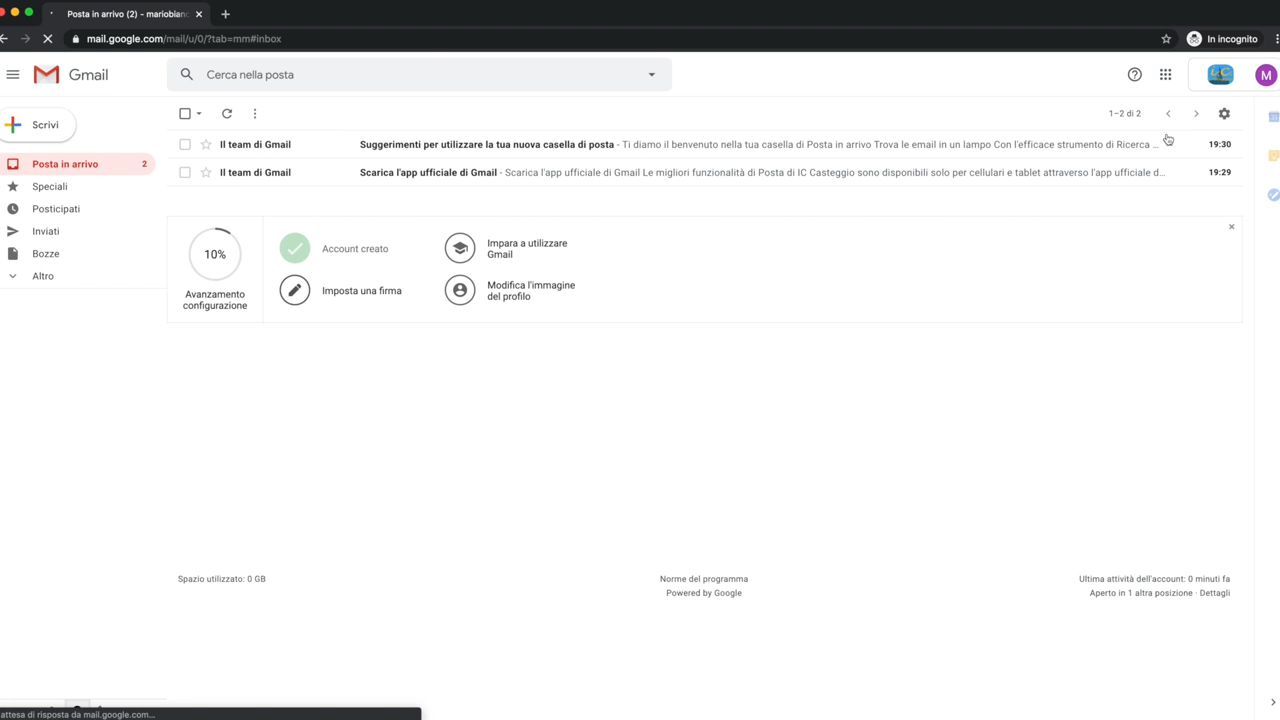 Posta in arrivo (2) - mariobianc
mail.google.com/mail/u/0/?tab=mm#inbox
In incognito
Gmail
Cerca nella posta
M
Scrivi
1–2 di 2
Posta in arrivo 2
Speciali
Posticipati
Inviati
Bozze
Altro
Il team di Gmail Suggerimenti per utilizzare la tua nuova casella di posta - Ti diamo il benvenuto nella tua casella di Posta in arrivo Trova le email in un lampo Con l'efficace strumento di Ricerca ... 19:30
Il team di Gmail Scarica l'app ufficiale di Gmail - Scarica l'app ufficiale di Gmail Le migliori funzionalità di Posta di IC Casteggio sono disponibili solo per cellulari e tablet attraverso l'app ufficiale d... 19:29
10%
Avanzamento
configurazione
Account creato
Imposta una firma
Impara a utilizzare
Gmail
Modifica l'immagine
del profilo
Spazio utilizzato: 0 GB
Norme del programma
Powered by Google
Ultima attività dell'account: 0 minuti fa
Aperto in 1 altra posizione · Dettagli
attesa di risposta da mail.google.com...